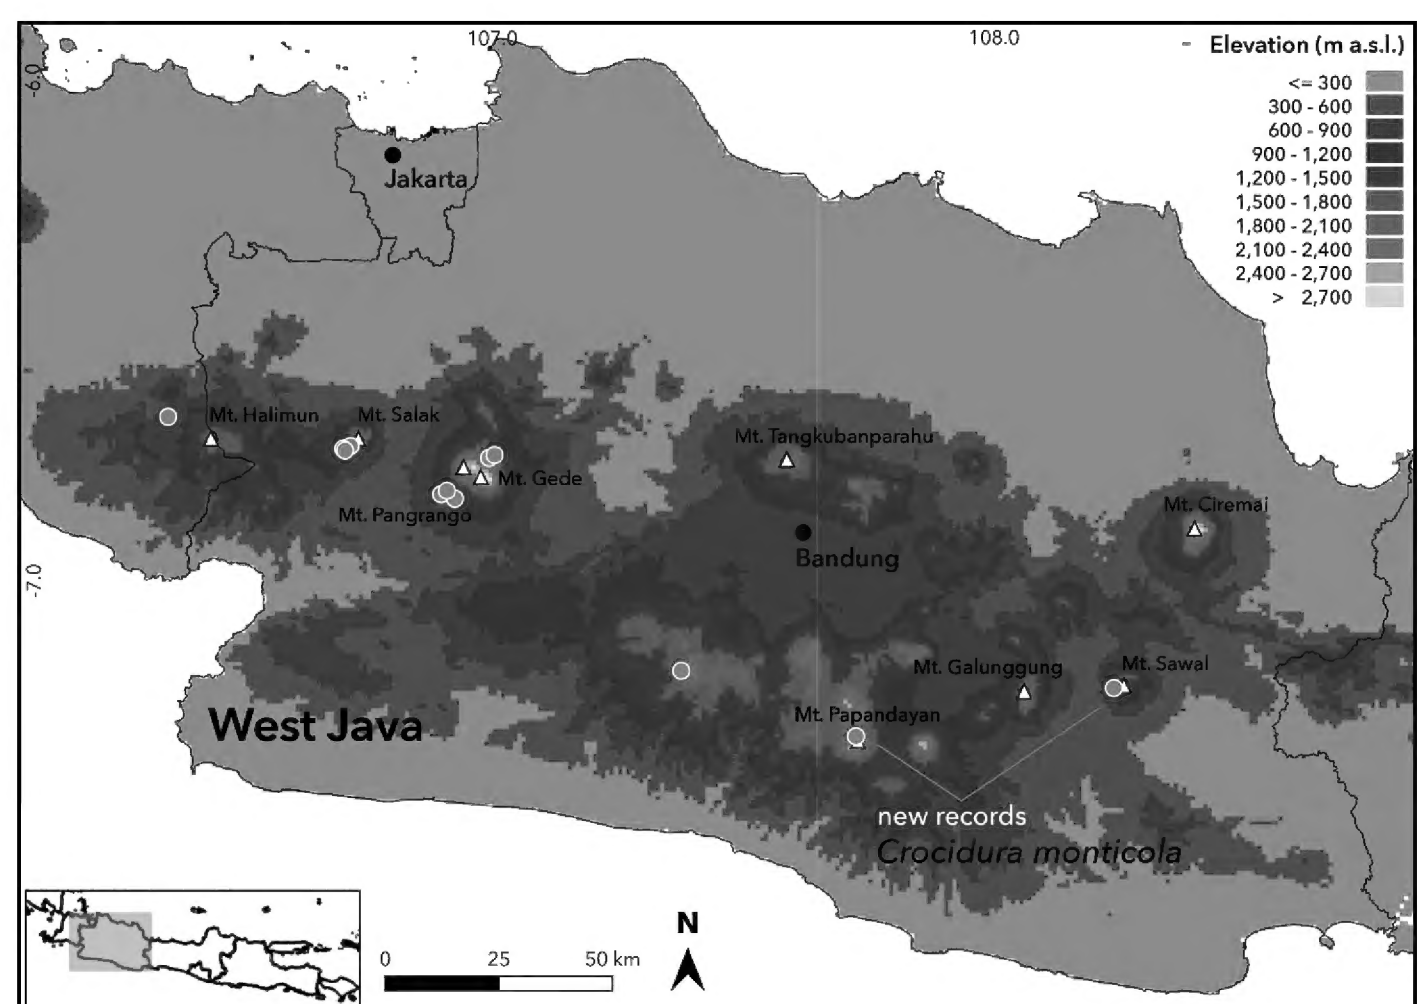 107.0
108.0
-6.0
Elevation (m a.s.l.)
<= 300
300 - 600
600 - 900
900 - 1,200
1,200 - 1,500
1,500 - 1,800
1,800 - 2,100
2,100 - 2,400
2,400 - 2,700
> 2,700
Jakarta
Mt. Halimun
Mt. Salak
Mt. Tangkubanparahu
Mt. Gede
Mt. Pangrango
Mt. Ciremai
Bandung
-7.0
Mt. Galunggung
Mt. Sawal
West Java
Mt. Papandayan
new records
Crocidura monticola
N
0 25 50 km